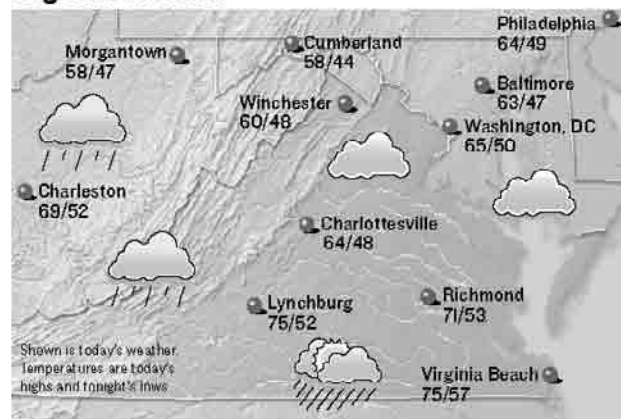 Philadelphia
64/49
Morgantown
58/47
Cumberland
58/44
Baltimore
63/47
Winchester
60/48
Washington, DC
65/50
Charleston
69/52
Charlottesville
64/48
Lynchburg
75/52
Richmond
71/53
Shown is today's weather.
Temperatures are today's
highs and tonight's lows
Virginia Beach
75/57